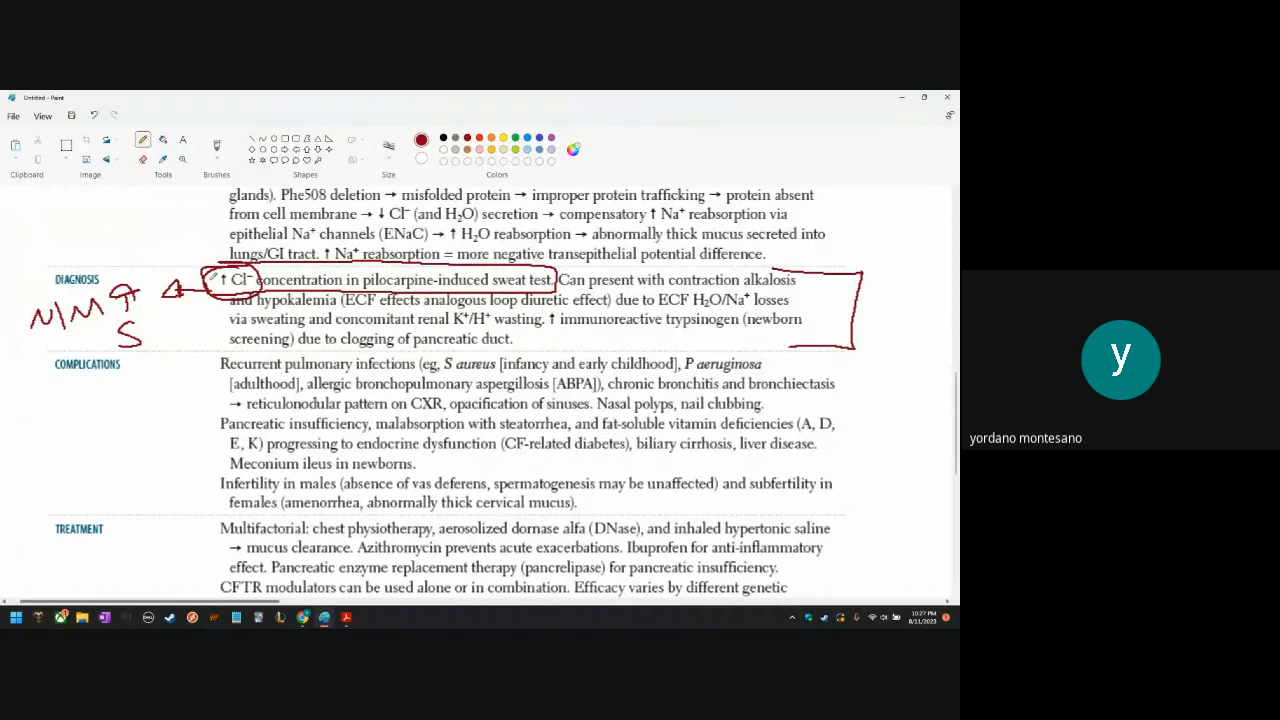 Untitled - Paint
File View
Clipboard Image Tools Brushes Shapes Size Colors
glands). Phe508 deletion → misfolded protein → improper protein trafficking → protein absent
from cell membrane → ↓ Cl⁻ (and H₂O) secretion → compensatory ↑ Na⁺ reabsorption via
epithelial Na⁺ channels (ENaC) → ↑ H₂O reabsorption → abnormally thick mucus secreted into
lungs/GI tract. ↑ Na⁺ reabsorption = more negative transepithelial potential difference.
DIAGNOSIS ↑ Cl⁻ concentration in pilocarpine-induced sweat test. Can present with contraction alkalosis
and hypokalemia (ECF effects analogous loop diuretic effect) due to ECF H₂O/Na⁺ losses
via sweating and concomitant renal K⁺/H⁺ wasting. ↑ immunoreactive trypsinogen (newborn
screening) due to clogging of pancreatic duct.
N/M
S
COMPLICATIONS Recurrent pulmonary infections (eg, S aureus [infancy and early childhood], P aeruginosa
[adulthood], allergic bronchopulmonary aspergillosis [ABPA]), chronic bronchitis and bronchiectasis
→ reticulonodular pattern on CXR, opacification of sinuses. Nasal polyps, nail clubbing.
Pancreatic insufficiency, malabsorption with steatorrhea, and fat-soluble vitamin deficiencies (A, D,
E, K) progressing to endocrine dysfunction (CF-related diabetes), biliary cirrhosis, liver disease.
Meconium ileus in newborns.
Infertility in males (absence of vas deferens, spermatogenesis may be unaffected) and subfertility in
females (amenorrhea, abnormally thick cervical mucus).
TREATMENT Multifactorial: chest physiotherapy, aerosolized dornase alfa (DNase), and inhaled hypertonic saline
→ mucus clearance. Azithromycin prevents acute exacerbations. Ibuprofen for anti-inflammatory
effect. Pancreatic enzyme replacement therapy (pancrelipase) for pancreatic insufficiency.
CFTR modulators can be used alone or in combination. Efficacy varies by different genetic
10:27 PM
8/11/2023
y
yordano montesano